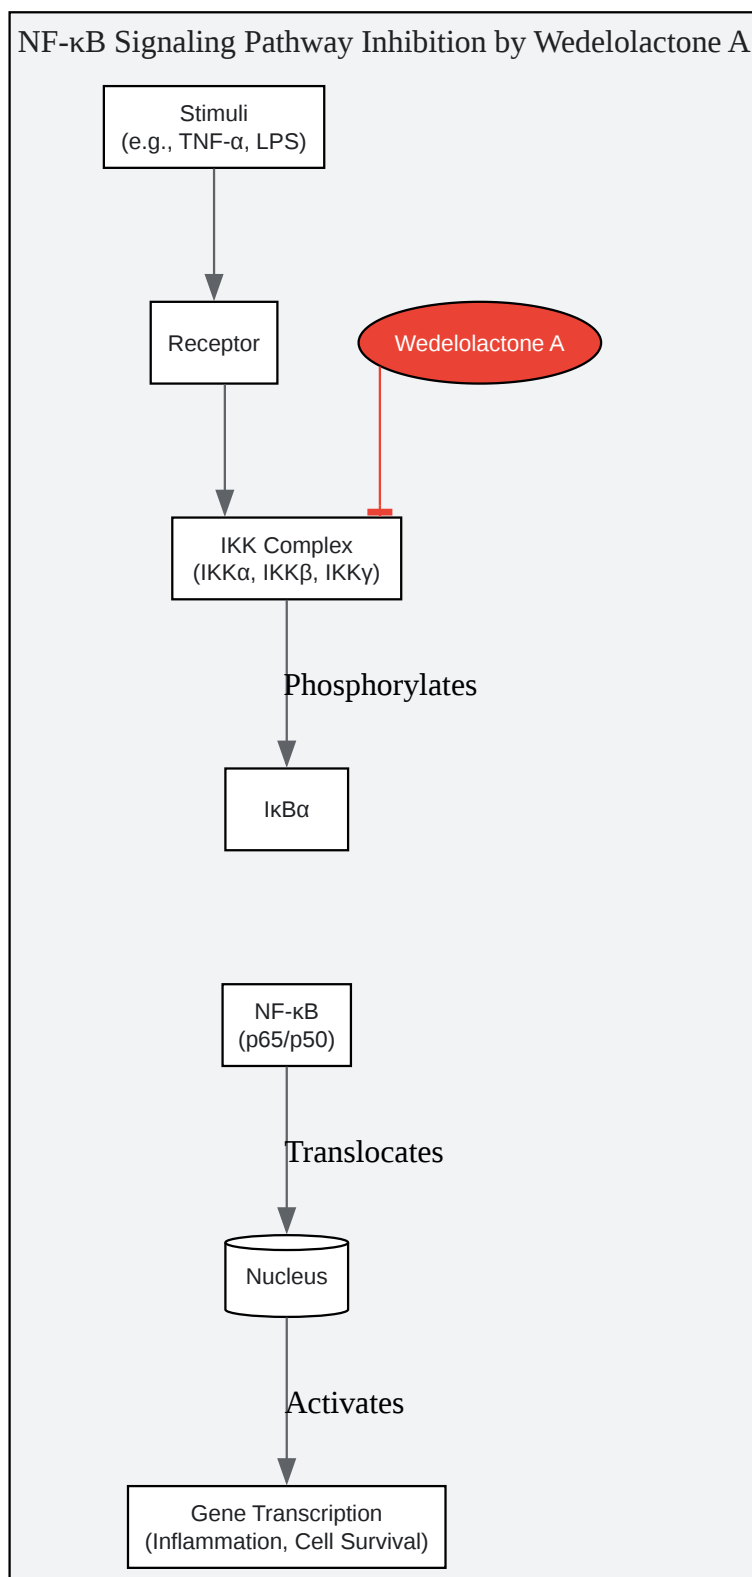 NF-κB Signaling Pathway Inhibition by Wedelolactone A
Stimuli
(e.g., TNF-α, LPS)
Receptor
Wedelolactone A
IKK Complex
(IKKα, IKKβ, IKKγ)
Phosphorylates
IκBα
NF-κB
(p65/p50)
Translocates
Nucleus
Activates
Gene Transcription
(Inflammation, Cell Survival)